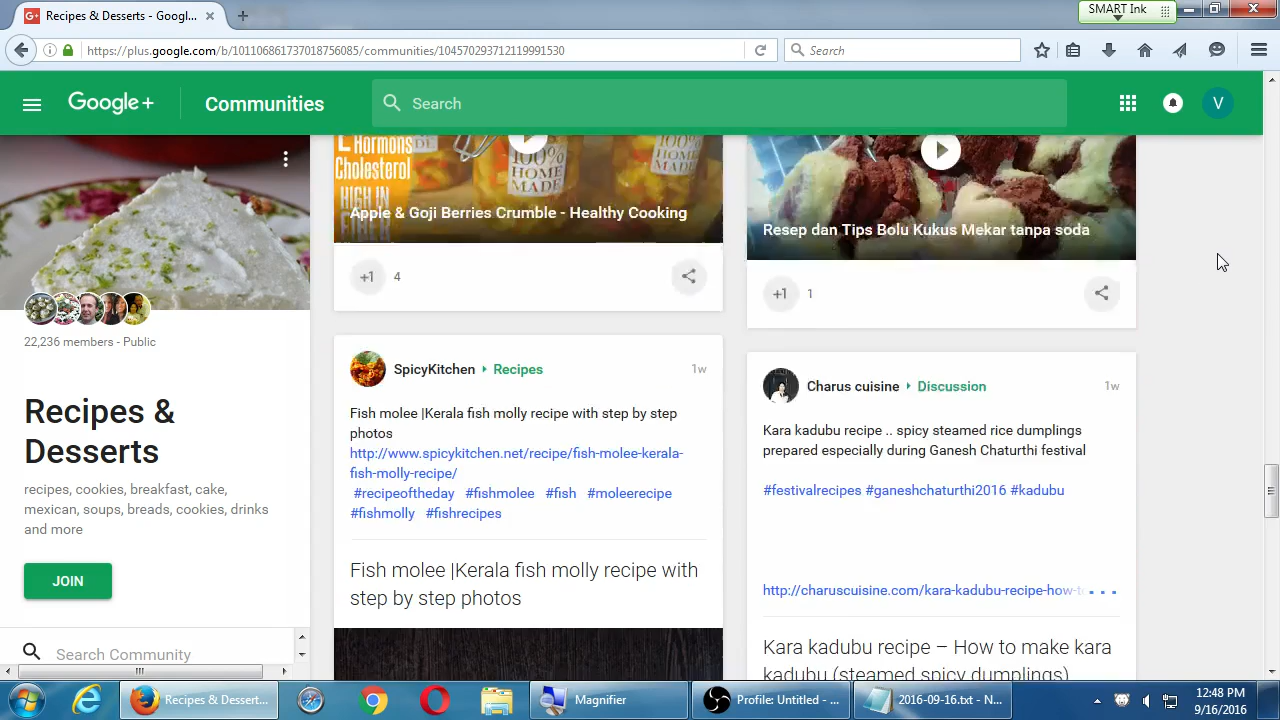 Recipes & Desserts - Googl...
SMART Ink
https://plus.google.com/b/101106861737018756085/communities/104570293712119991530
Search
Google+
Communities
Search
V
22,236 members - Public
Recipes &
Desserts
recipes, cookies, breakfast, cake,
mexican, soups, breads, cookies, drinks
and more
JOIN
Search Community
Hormons
Cholesterol
HIGH IN
FIBER
100%
HOME
MADE
Apple & Goji Berries Crumble - Healthy Cooking
+1 4
SpicyKitchen Recipes 1w
Fish molee |Kerala fish molly recipe with step by step
photos
http://www.spicykitchen.net/recipe/fish-molee-kerala-
fish-molly-recipe/
#recipeoftheday #fishmolee #fish #moleerecipe
#fishmolly #fishrecipes
Fish molee |Kerala fish molly recipe with
step by step photos
Resep dan Tips Bolu Kukus Mekar tanpa soda
+1 1
Charus cuisine Discussion 1w
Kara kadubu recipe .. spicy steamed rice dumplings
prepared especially during Ganesh Chaturthi festival
#festivalrecipes #ganeshchaturthi2016 #kadubu
http://charuscuisine.com/kara-kadubu-recipe-how-t...
Kara kadubu recipe – How to make kara
kadubu (steamed spicy dumplings)
Recipes & Dessert...
Magnifier
Profile: Untitled - ...
2016-09-16.txt - N...
12:48 PM
9/16/2016